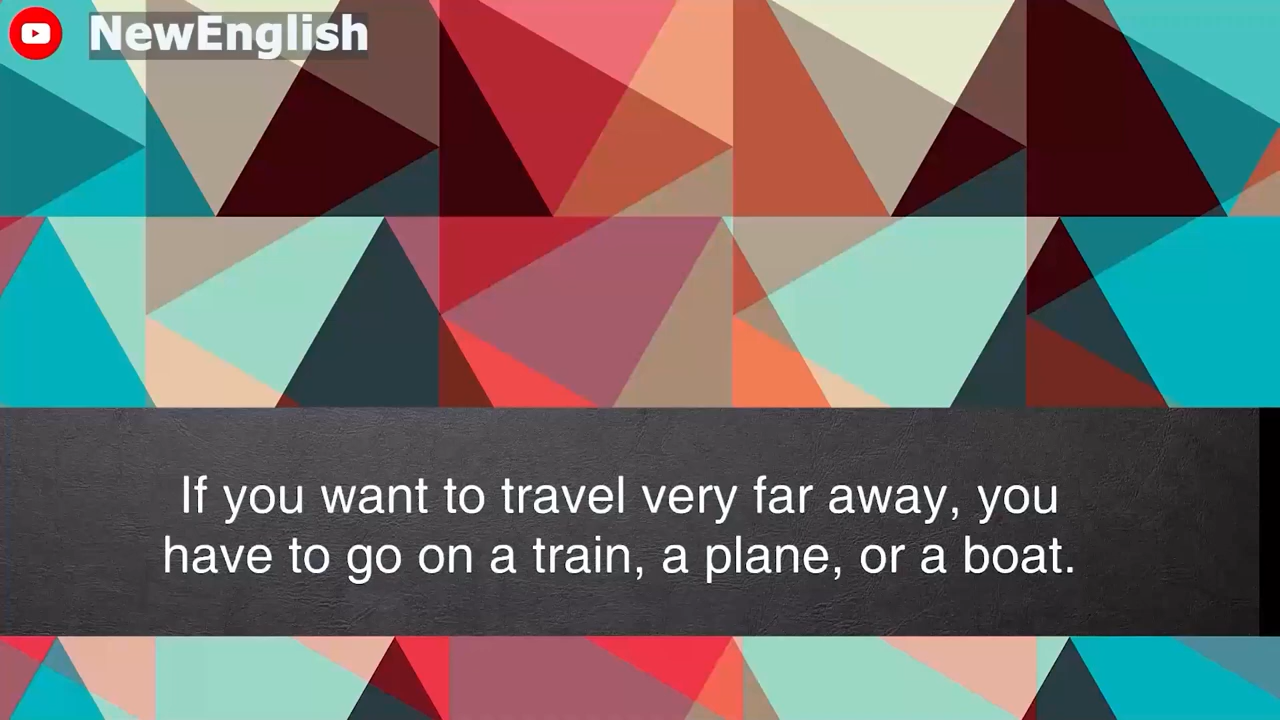 NewEnglish
If you want to travel very far away, you
have to go on a train, a plane, or a boat.